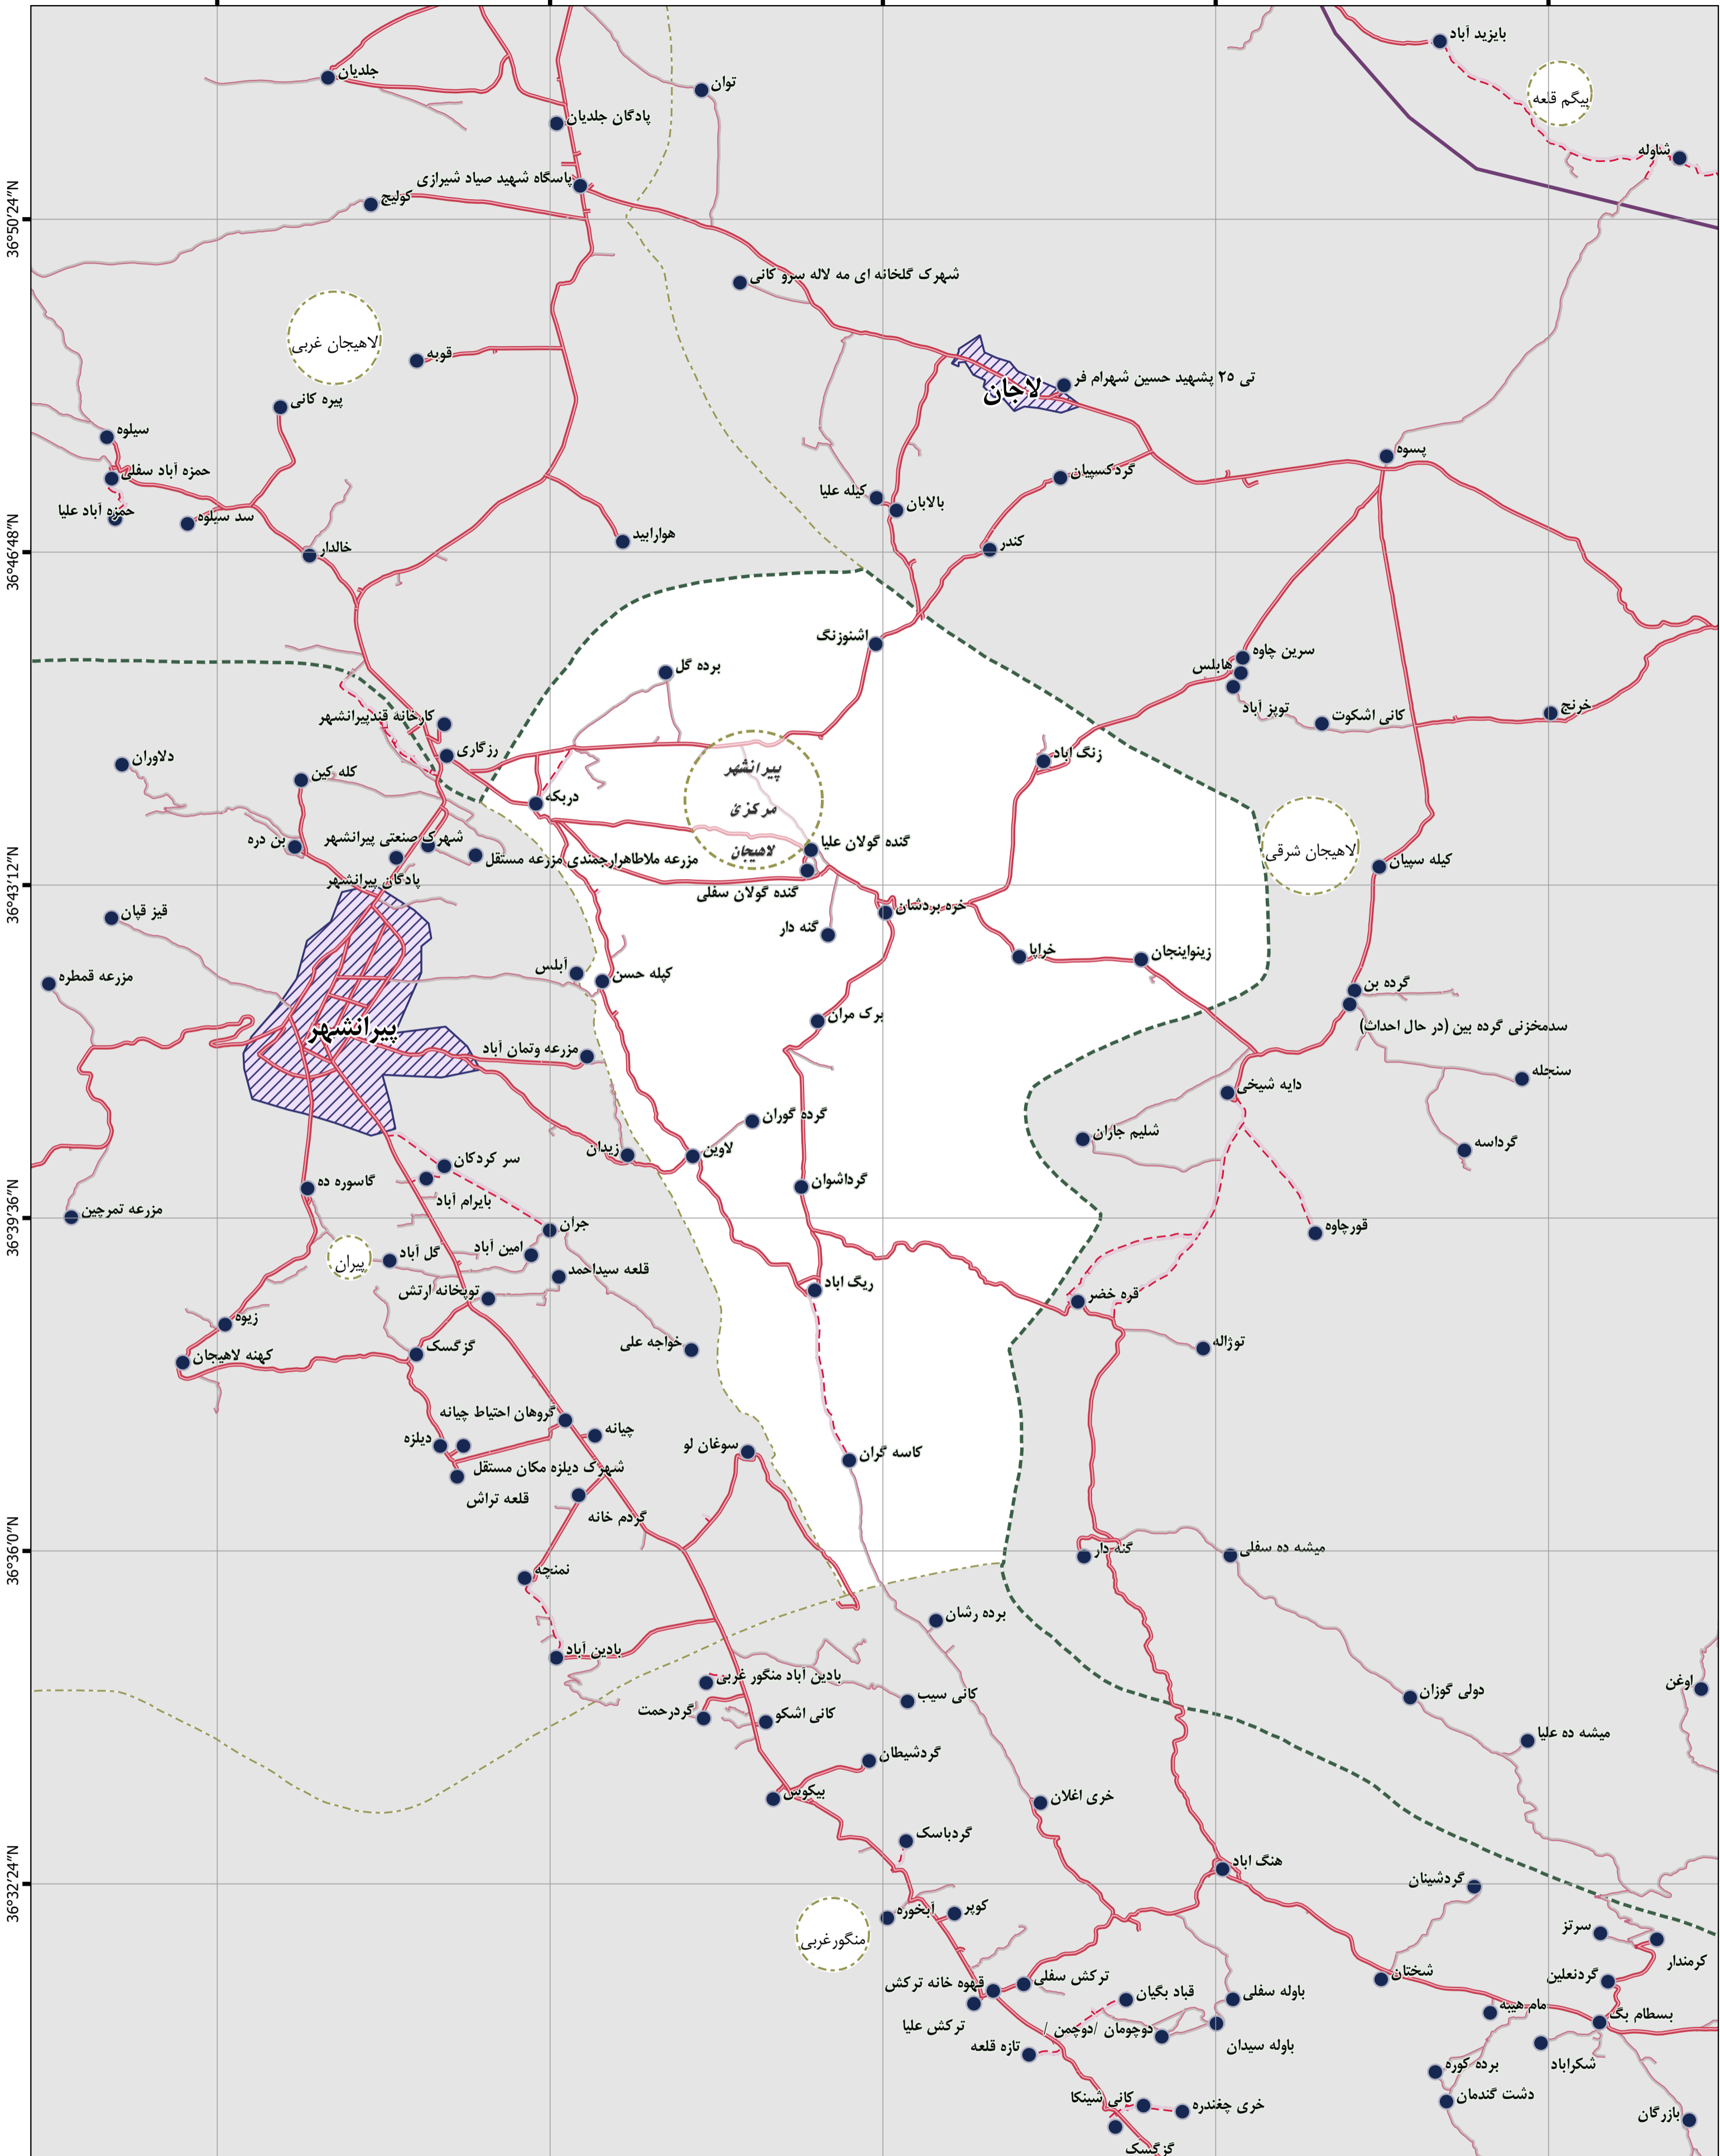 بایزید آباد
بیگم قلعه
شناوله
جلدیان
توان
پادگان جلدیان
پاسگاه شهید صیاد شیرازی
کولیج
36°50'24"N
شهرک گلخانه ای مه لاله سرو کانی
لاهیجان غربی
قوبه
تی ۲۵ پشهید حسین شهرام فر
لاجان
پیره کانی
سیلوه
پسوه
حمزه آباد سفلی
گردکسپیان
کیله علیا
بالابان
حمزه آباد علیا
سد سیلوه
هوارابید
کندر
خالدار
36°46'48"N
اشنوزنگ
سرین چاوه
هابلس
برده گل
توپز آباد
کانی اشکوت
خرنج
کارخانه قندپیرانشهر
رزگاری
زنگ اباد
دلاوران
کله کین
دربکه
پیرانشهر
مرکزی
لاهیجان
شهرک صنعتی پیرانشهر
بن دره
گنده گولان علیا
لاهیجان شرقی
کیله سپیان
مزرعه ملاطاهرارجمندی مزرعه مستقل
پادگان پیرانشهر
گنده گولان سفلی
36°43'12"N
قیز قپان
خره بردشان
گنه دار
خراپا
زینواینجان
آبلس
کیله حسن
مزرعه قمطره
گرده بن
برک مران
سدمخزنی گرده بین (در حال احداث)
پیرانشهر
مزرعه وتمان آباد
سنجله
دایه شیخی
گرده گوران
شلیم جاران
گرداسه
زیدان
لاوین
سر کردکان
گاسوره ده
بایرام آباد
گرداشوان
36°39'36"N
مزرعه تمرچین
جران
قورچاوه
پیران
گل آباد
امین آباد
قلعه سیداحمد
توپخانه ارتش
ریگ اباد
قره خضر
زیوه
خواجه علی
توژاله
کهنه لاهیجان
گزگسک
گروهان احتیاط چیانه
چیانه
دیلزه
سوغان لو
کاسه گران
شهرک دیلزه مکان مستقل
قلعه تراش
گردم خانه
36°36'0"N
گنه دار
میشه ده سفلی
نمنچه
برده رشان
بادین آباد
بادین آباد منگور غربی
اوغن
گردرحمت
کانی اشکو
کانی سیب
دولی گوزان
میشه ده علیا
گردشیطان
بیکوس
خری اغلان
گردباسک
هنگ اباد
36°32'24"N
گردشینان
آبخوره
کوپر
منگورغربی
سرتز
کرمندار
قهوه خانه ترکش
ترکش سفلی
شختان
گردنعلین
قباد بگیان
باوله سفلی
مام هیبه
بسطام بگ
ترکش علیا
دوچومان /دوچمن /
باوله سیدان
تازه قلعه
شکراباد
برده کوره
دشت گندمان
کانی شینکا
خری چغندره
بازرگان
گزگسک